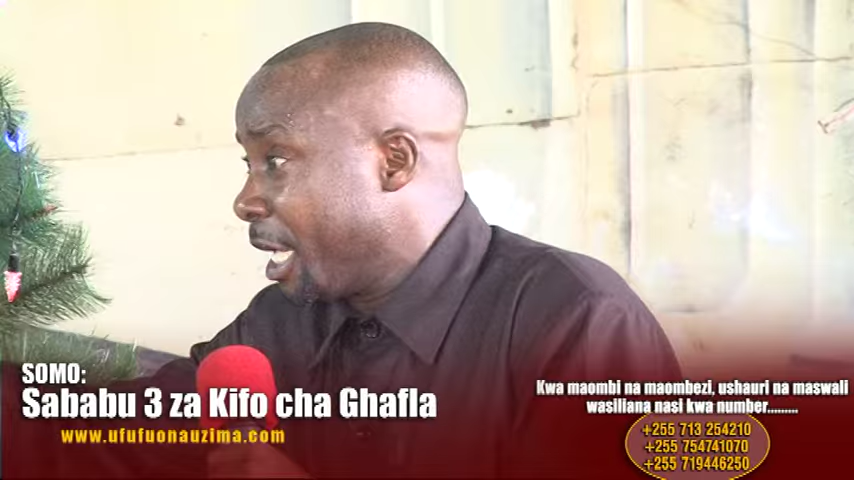 SOMO:
Sababu 3 za Kifo cha Ghafla
www.ufufuonauzima.com
Kwa maombi na maombezi, ushauri na maswali
wasiliana nasi kwa number.........
+255 713 254210
+255 754741070
+255 719446250